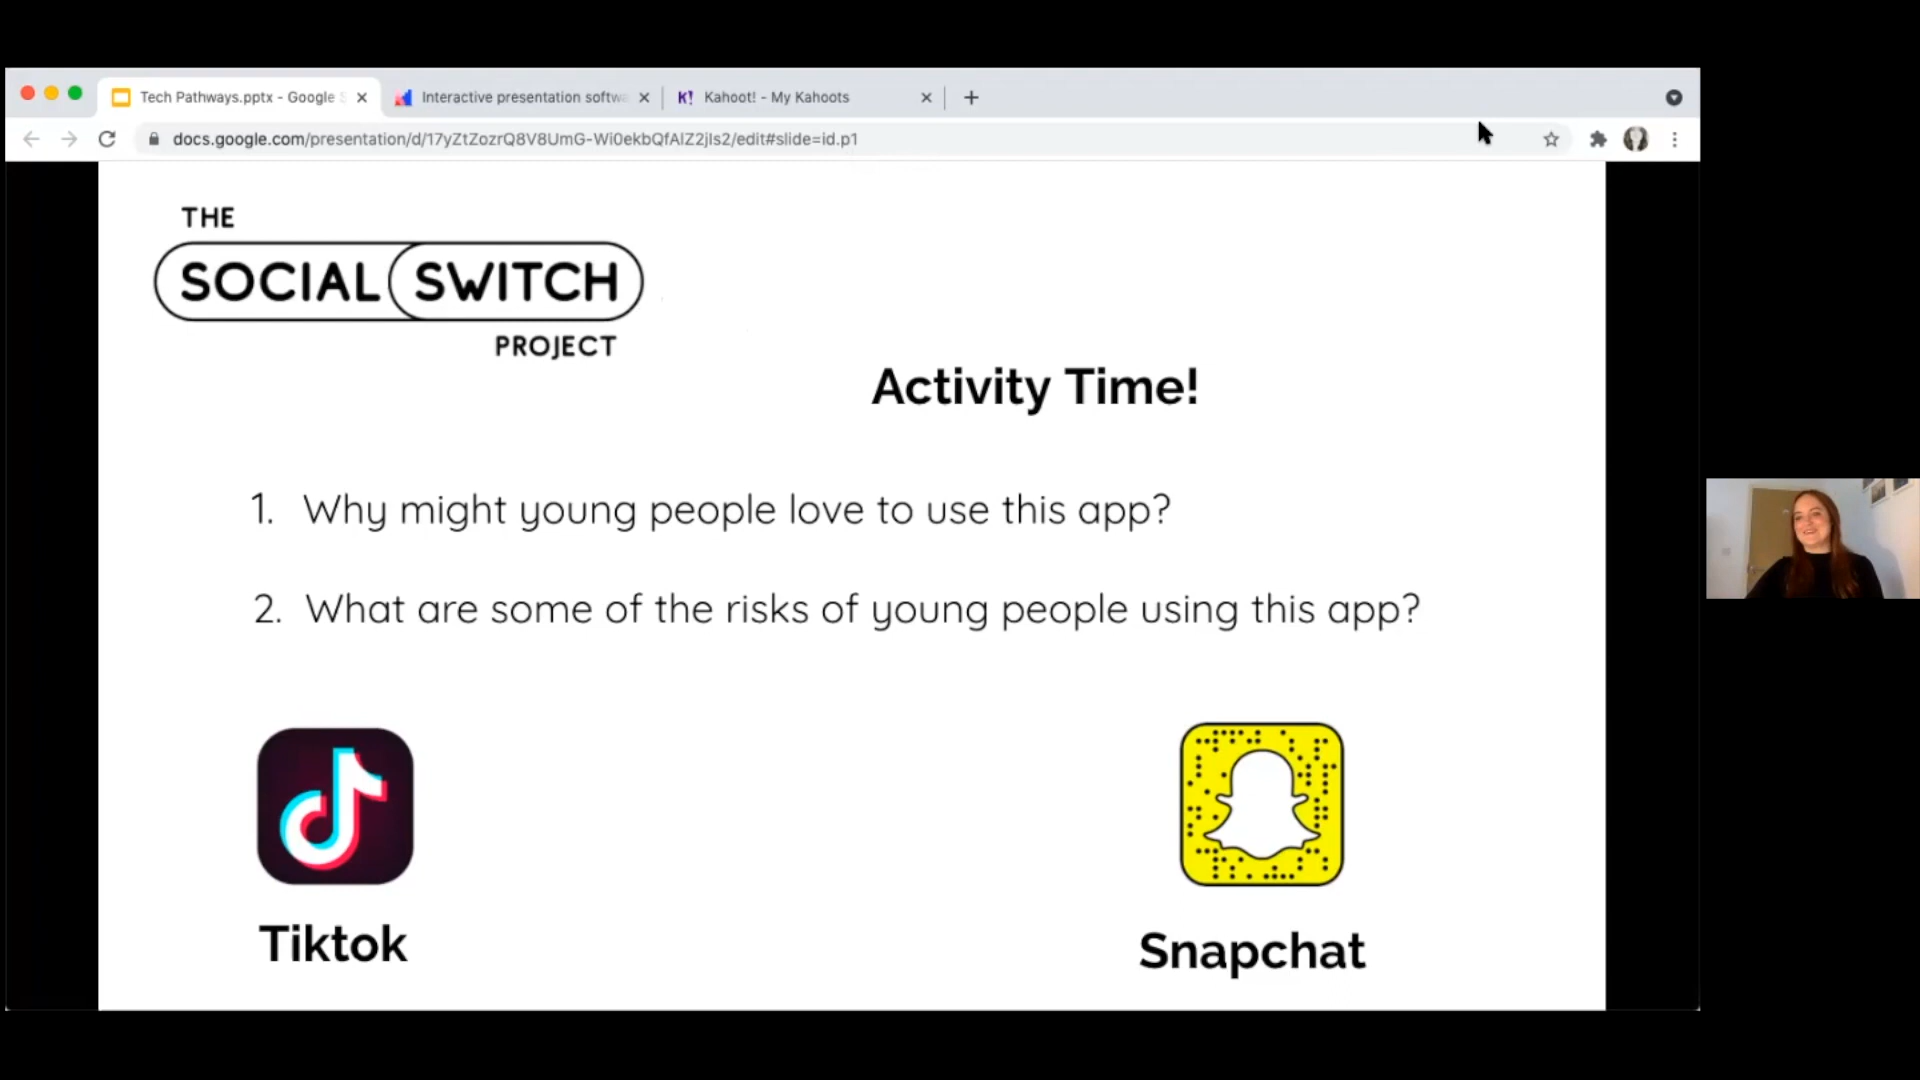 Tech Pathways.pptx - Google S
Interactive presentation softwa
K! Kahoot! - My Kahoots
docs.google.com/presentation/d/17yZtZozrQ8V8UmG-Wi0ekbQfAlZ2jIs2/edit#slide=id.p1
THE
SOCIAL SWITCH
PROJECT
Activity Time!
1. Why might young people love to use this app?
2. What are some of the risks of young people using this app?
Tiktok
Snapchat